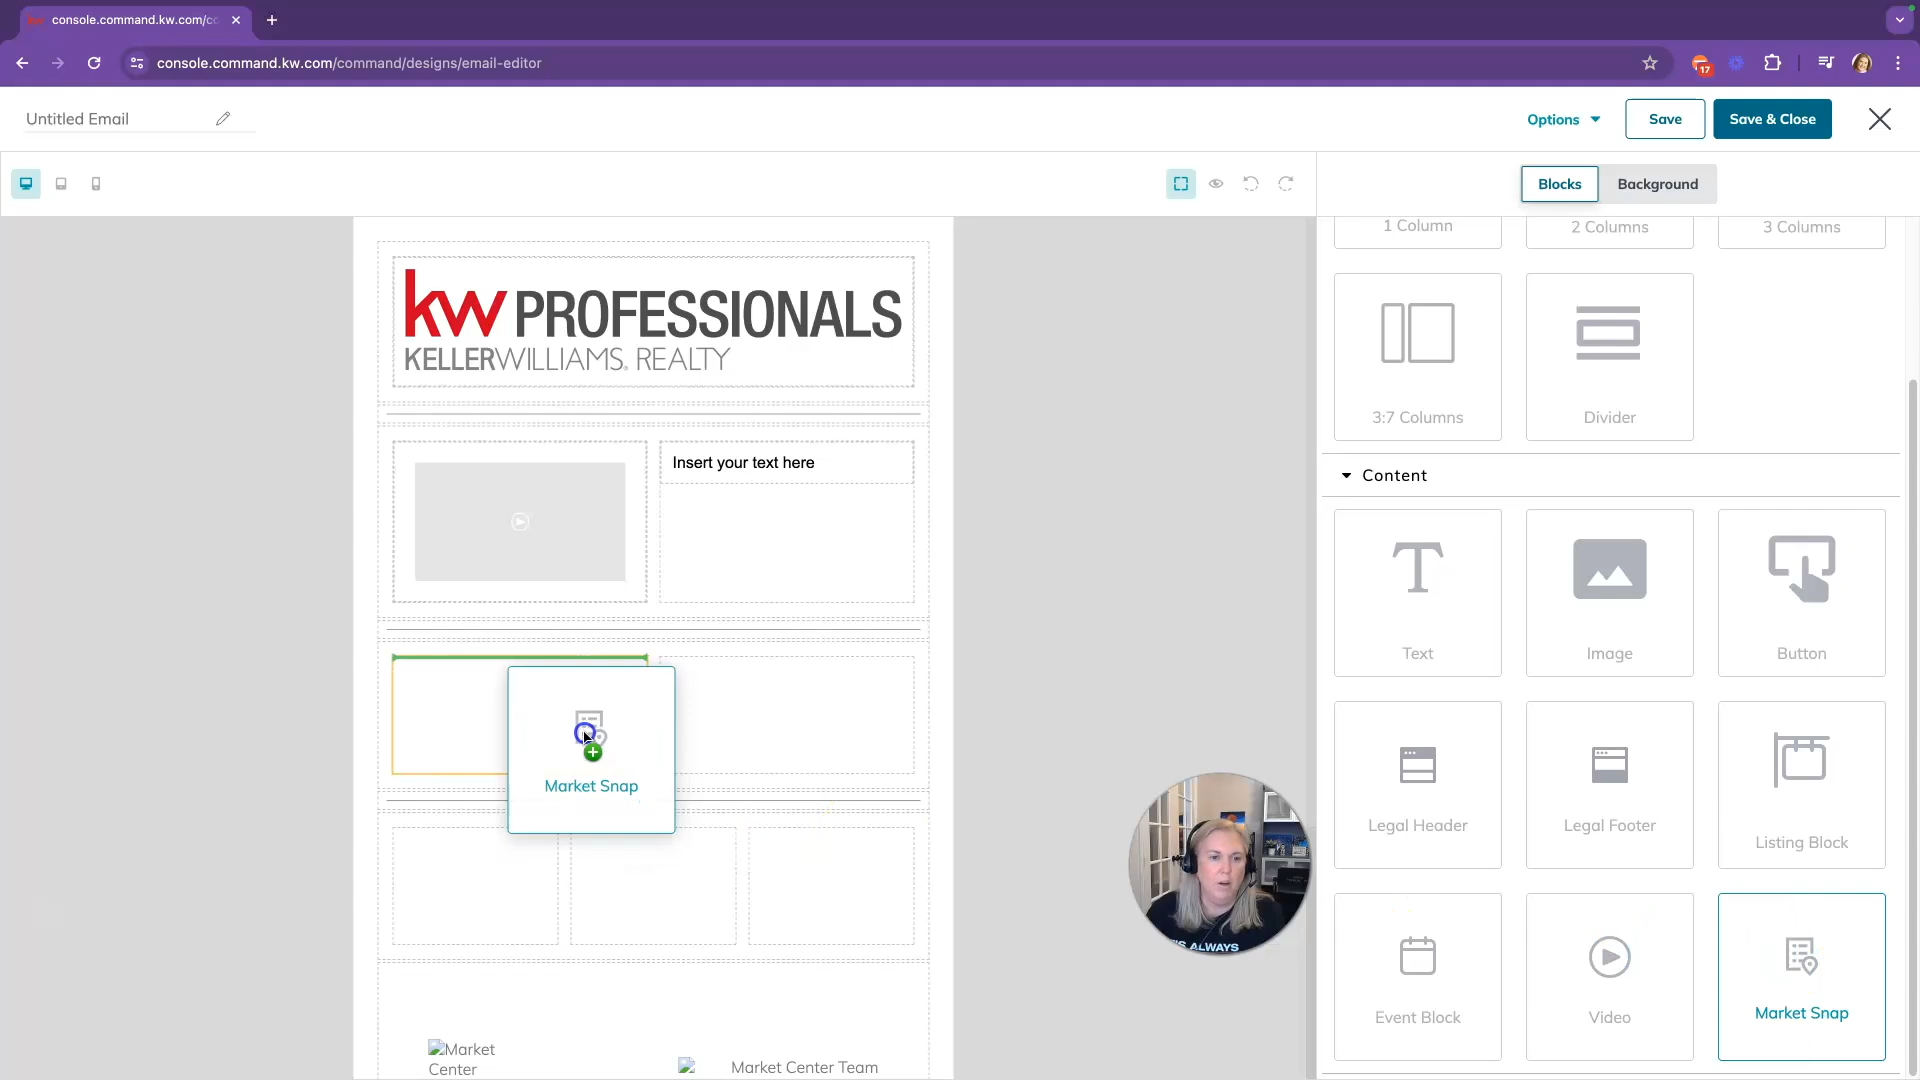 console.command.kw.com/co
console.command.kw.com/command/designs/email-editor
17
Untitled Email
Options
Save
Save & Close
Blocks
Background
1 Column
2 Columns
3 Columns
kw PROFESSIONALS
KELLERWILLIAMS. REALTY
3:7 Columns
Divider
Insert your text here
Content
Text
Image
Button
Market Snap
Legal Header
Legal Footer
Listing Block
'S ALWAYS
Event Block
Video
Market Snap
Market
Center
Market Center Team